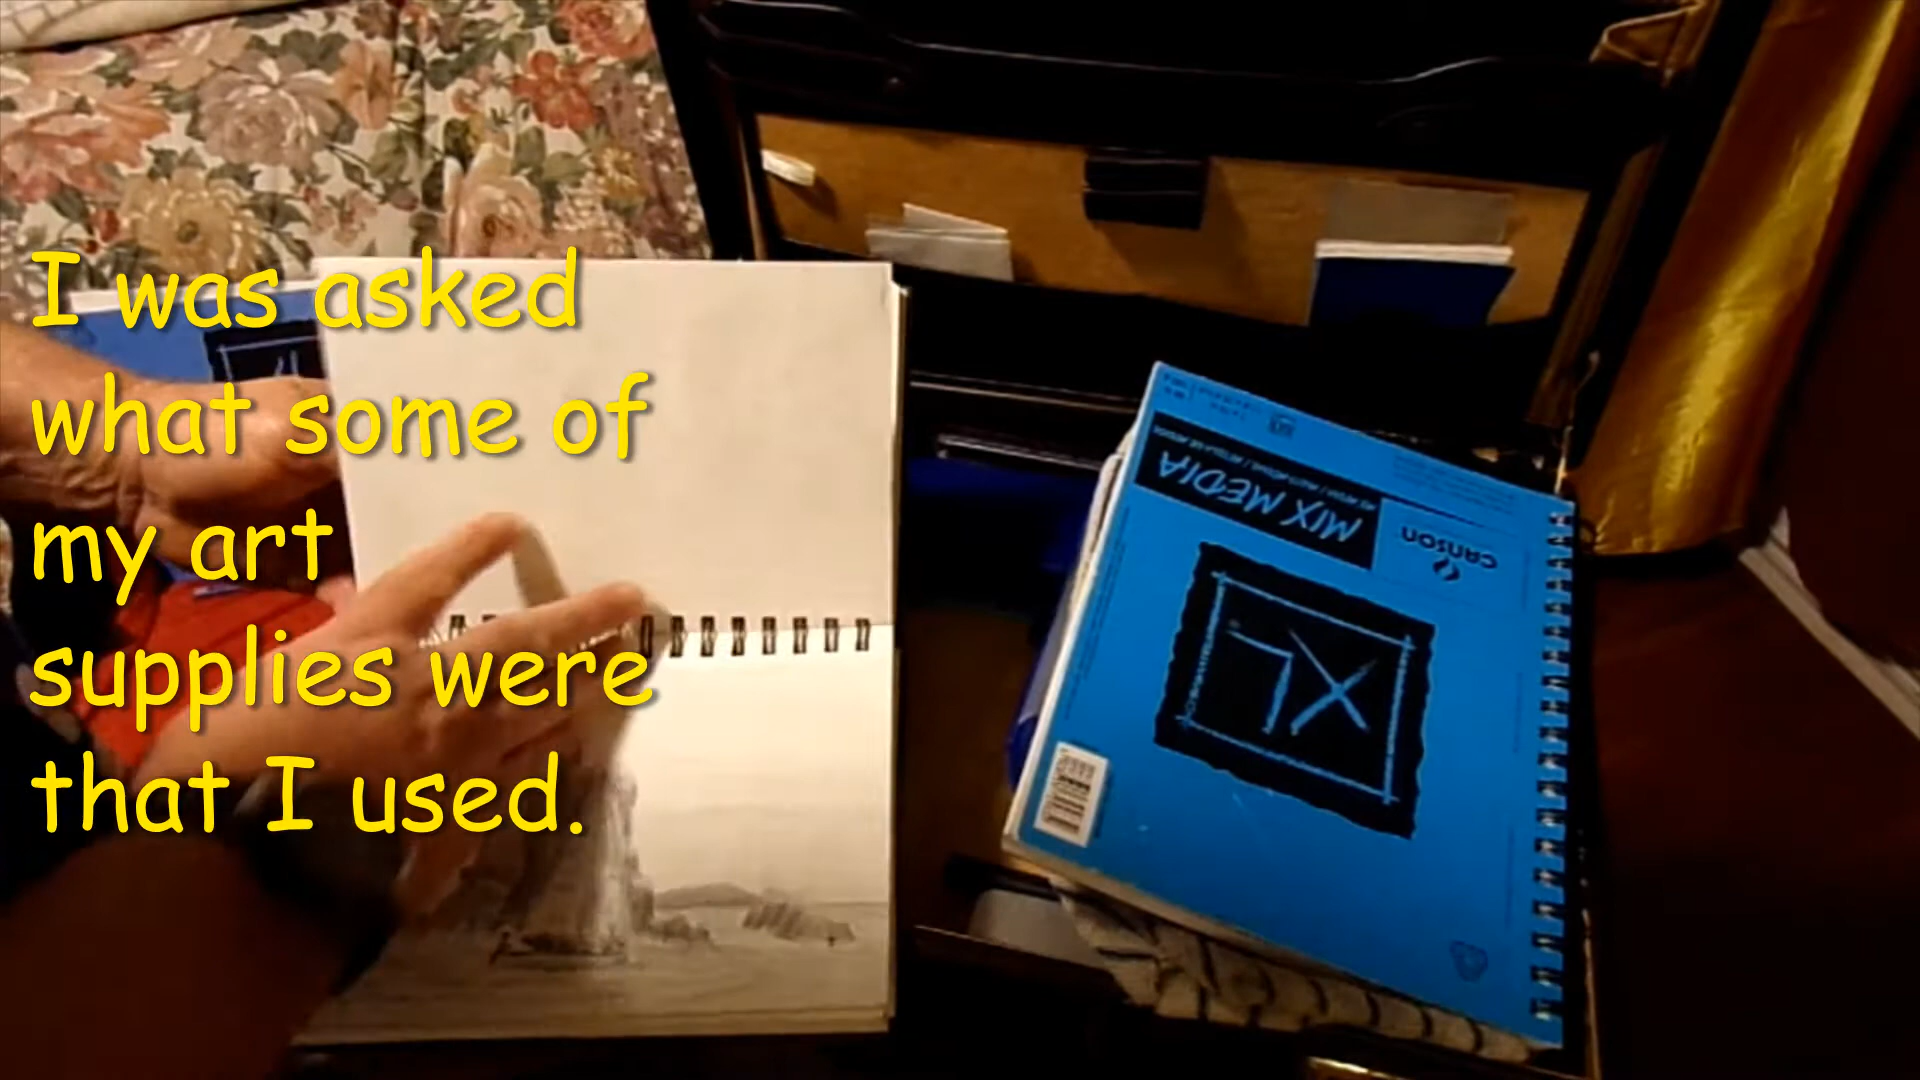 I was asked
what some of
my art
supplies were
that I used.
MIX MEDIA
CANSON
XL